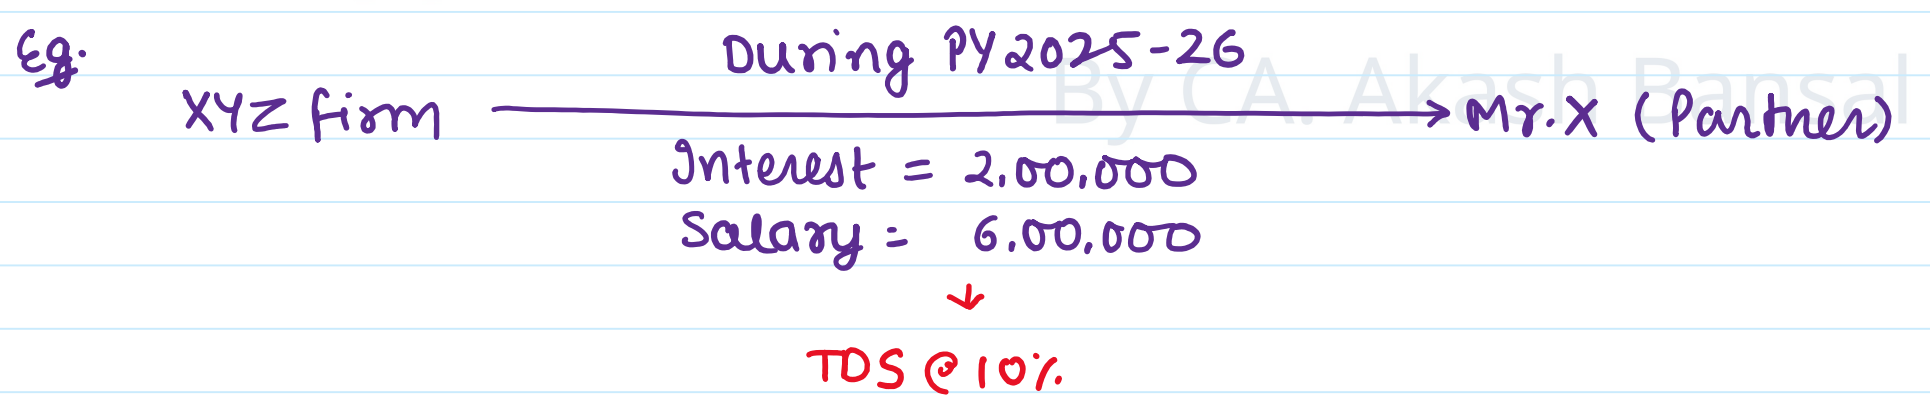 Eg.
During PY 2025-26
By CA. Akash Bansal
XYZ firm → Mr. X (Partner)
Interest = 2,00,000
Salary = 6,00,000
↓
TDS @ 10%